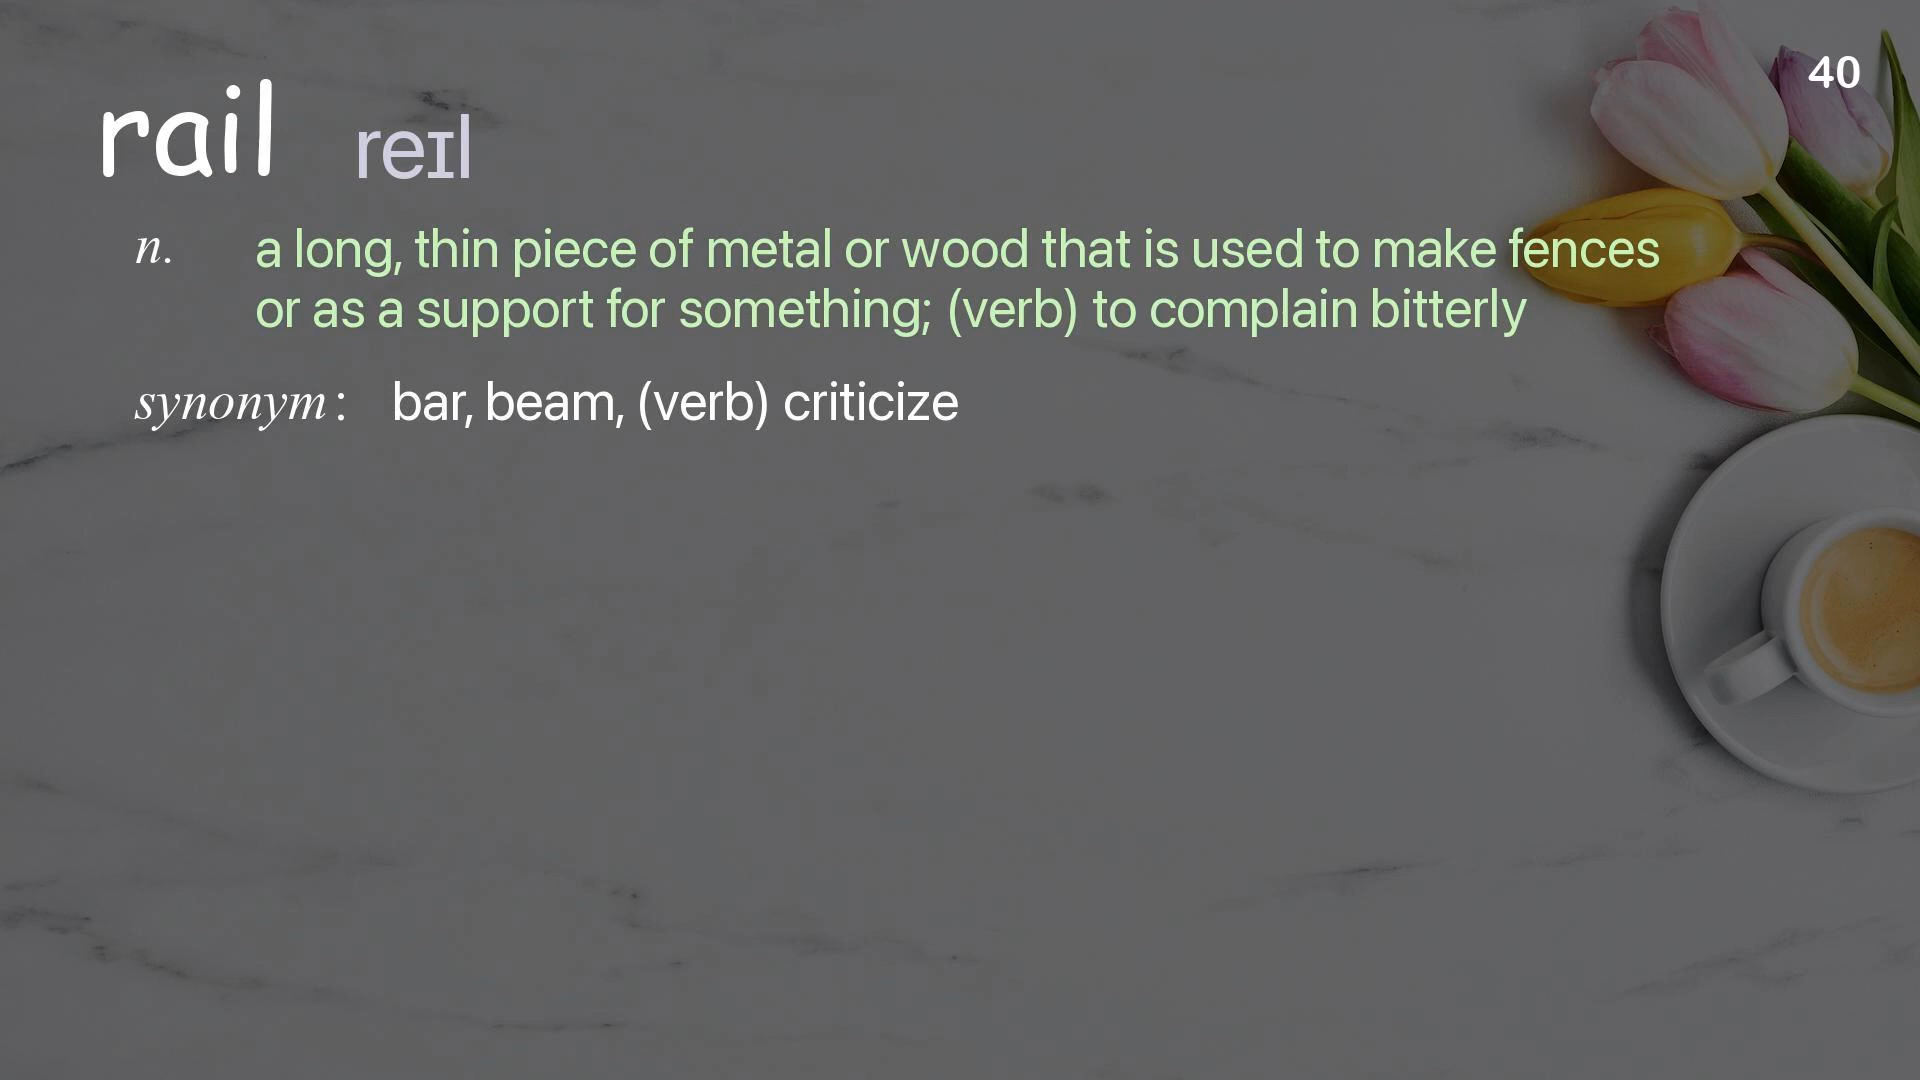 40
rail reɪl
n. a long, thin piece of metal or wood that is used to make fences
or as a support for something; (verb) to complain bitterly
synonym: bar, beam, (verb) criticize